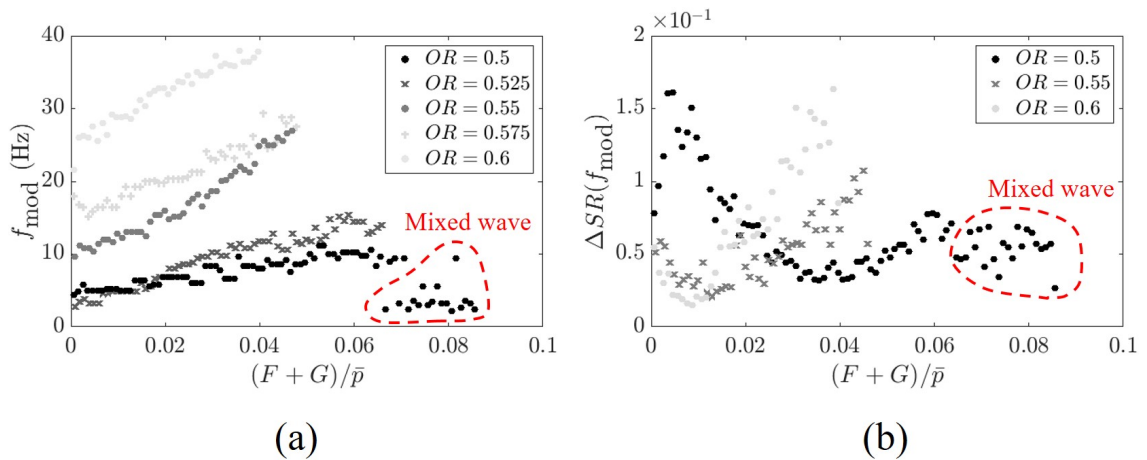 40
30
20
10
0
f_mod (Hz)
0
0.02
0.04
0.06
0.08
0.1
(F + G)/p̄
OR = 0.5
OR = 0.525
OR = 0.55
OR = 0.575
OR = 0.6
Mixed wave
(a)
×10⁻¹
2
1.5
1
0.5
0
ΔSR(f_mod)
0
0.02
0.04
0.06
0.08
0.1
(F + G)/p̄
OR = 0.5
OR = 0.55
OR = 0.6
Mixed wave
(b)